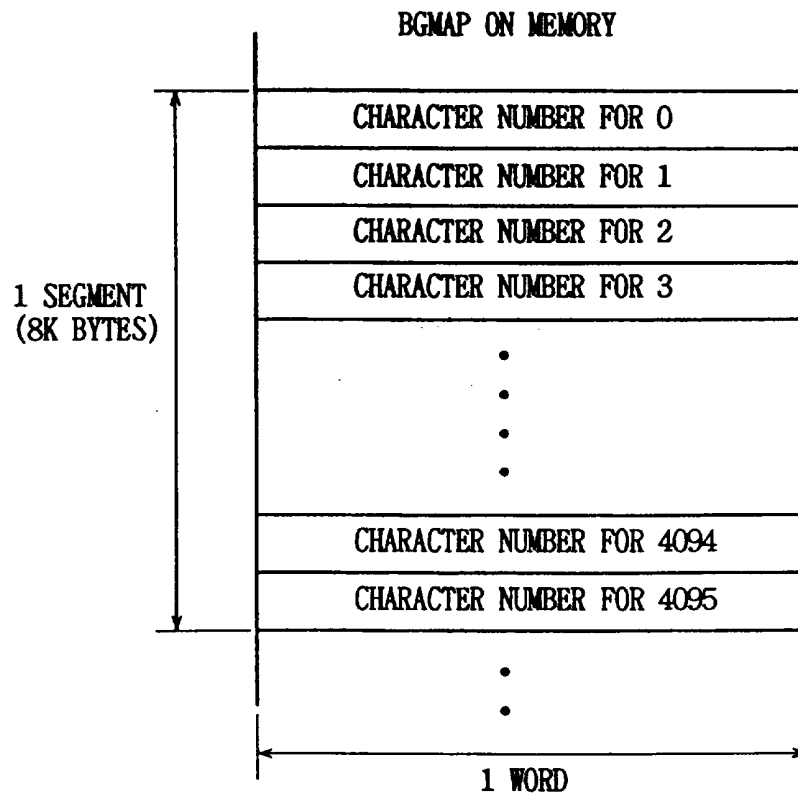 BGMAP ON MEMORY
CHARACTER NUMBER FOR 0
CHARACTER NUMBER FOR 1
CHARACTER NUMBER FOR 2
CHARACTER NUMBER FOR 3
1 SEGMENT
(8K BYTES)
CHARACTER NUMBER FOR 4094
CHARACTER NUMBER FOR 4095
1 WORD